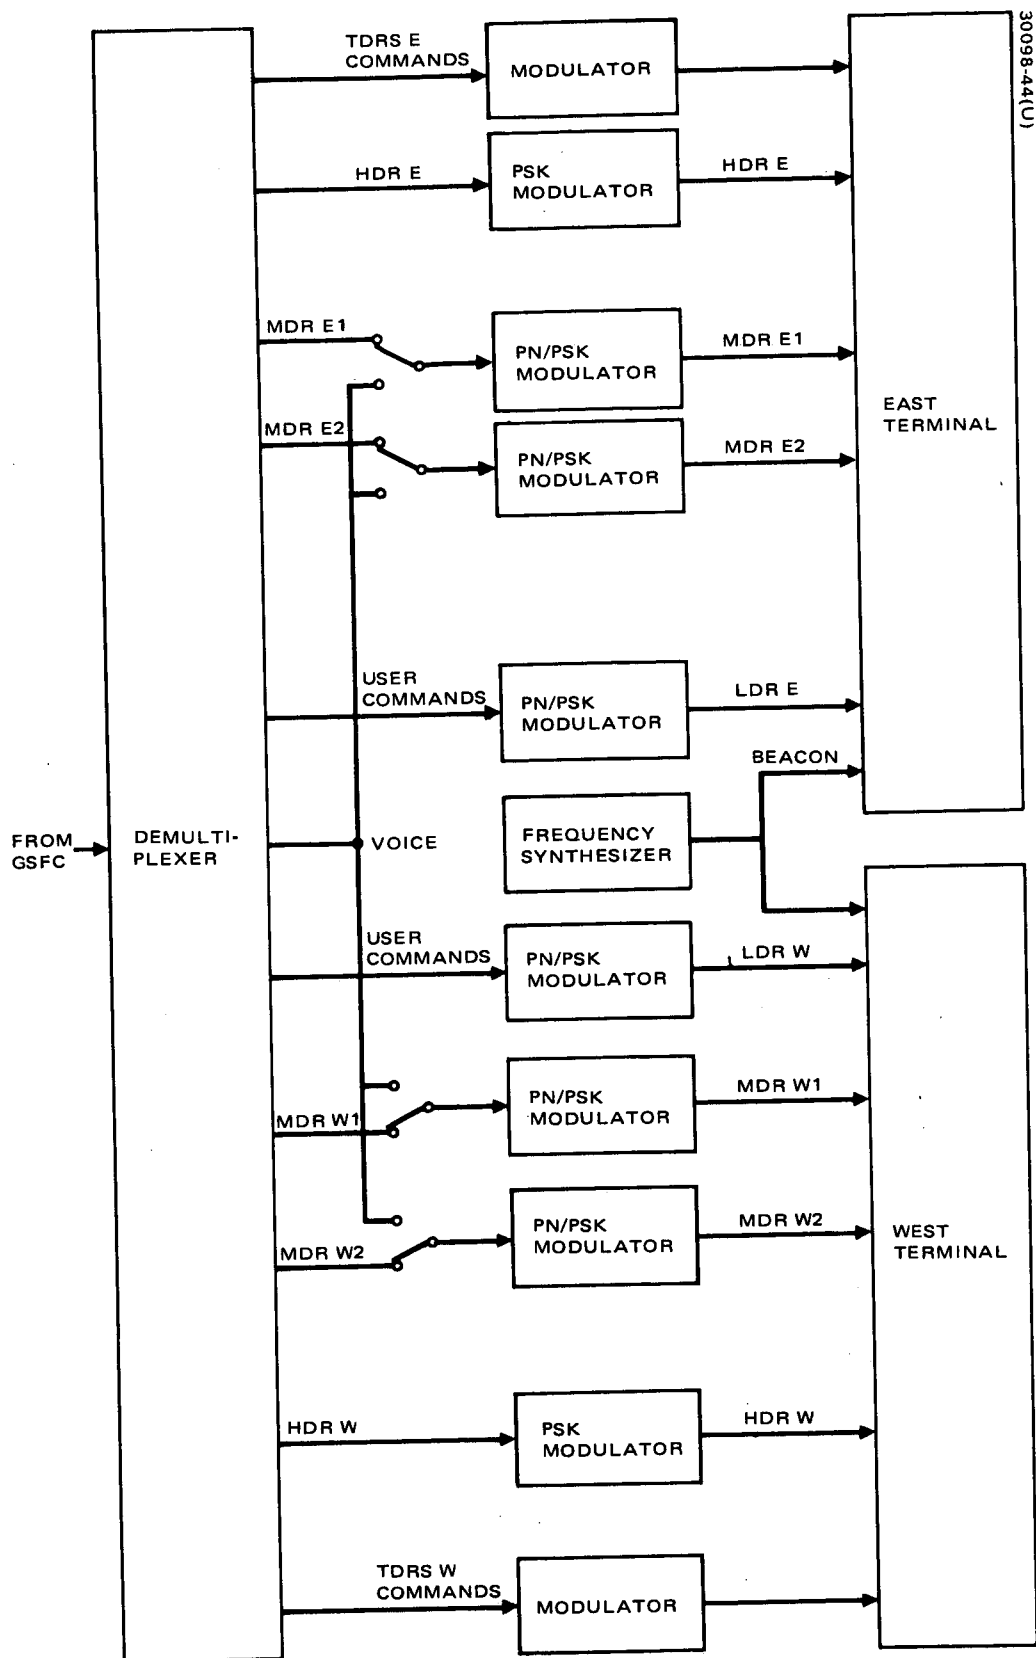 30098-44(U)
TDRS E
COMMANDS
MODULATOR
HDR E
PSK
MODULATOR
HDR E
MDR E1
PN/PSK
MODULATOR
MDR E1
MDR E2
PN/PSK
MODULATOR
MDR E2
EAST
TERMINAL
USER
COMMANDS
PN/PSK
MODULATOR
LDR E
BEACON
FROM
GSFC
DEMULTI-
PLEXER
VOICE
FREQUENCY
SYNTHESIZER
USER
COMMANDS
PN/PSK
MODULATOR
LDR W
MDR W1
PN/PSK
MODULATOR
MDR W1
MDR W2
PN/PSK
MODULATOR
MDR W2
WEST
TERMINAL
HDR W
PSK
MODULATOR
HDR W
TDRS W
COMMANDS
MODULATOR